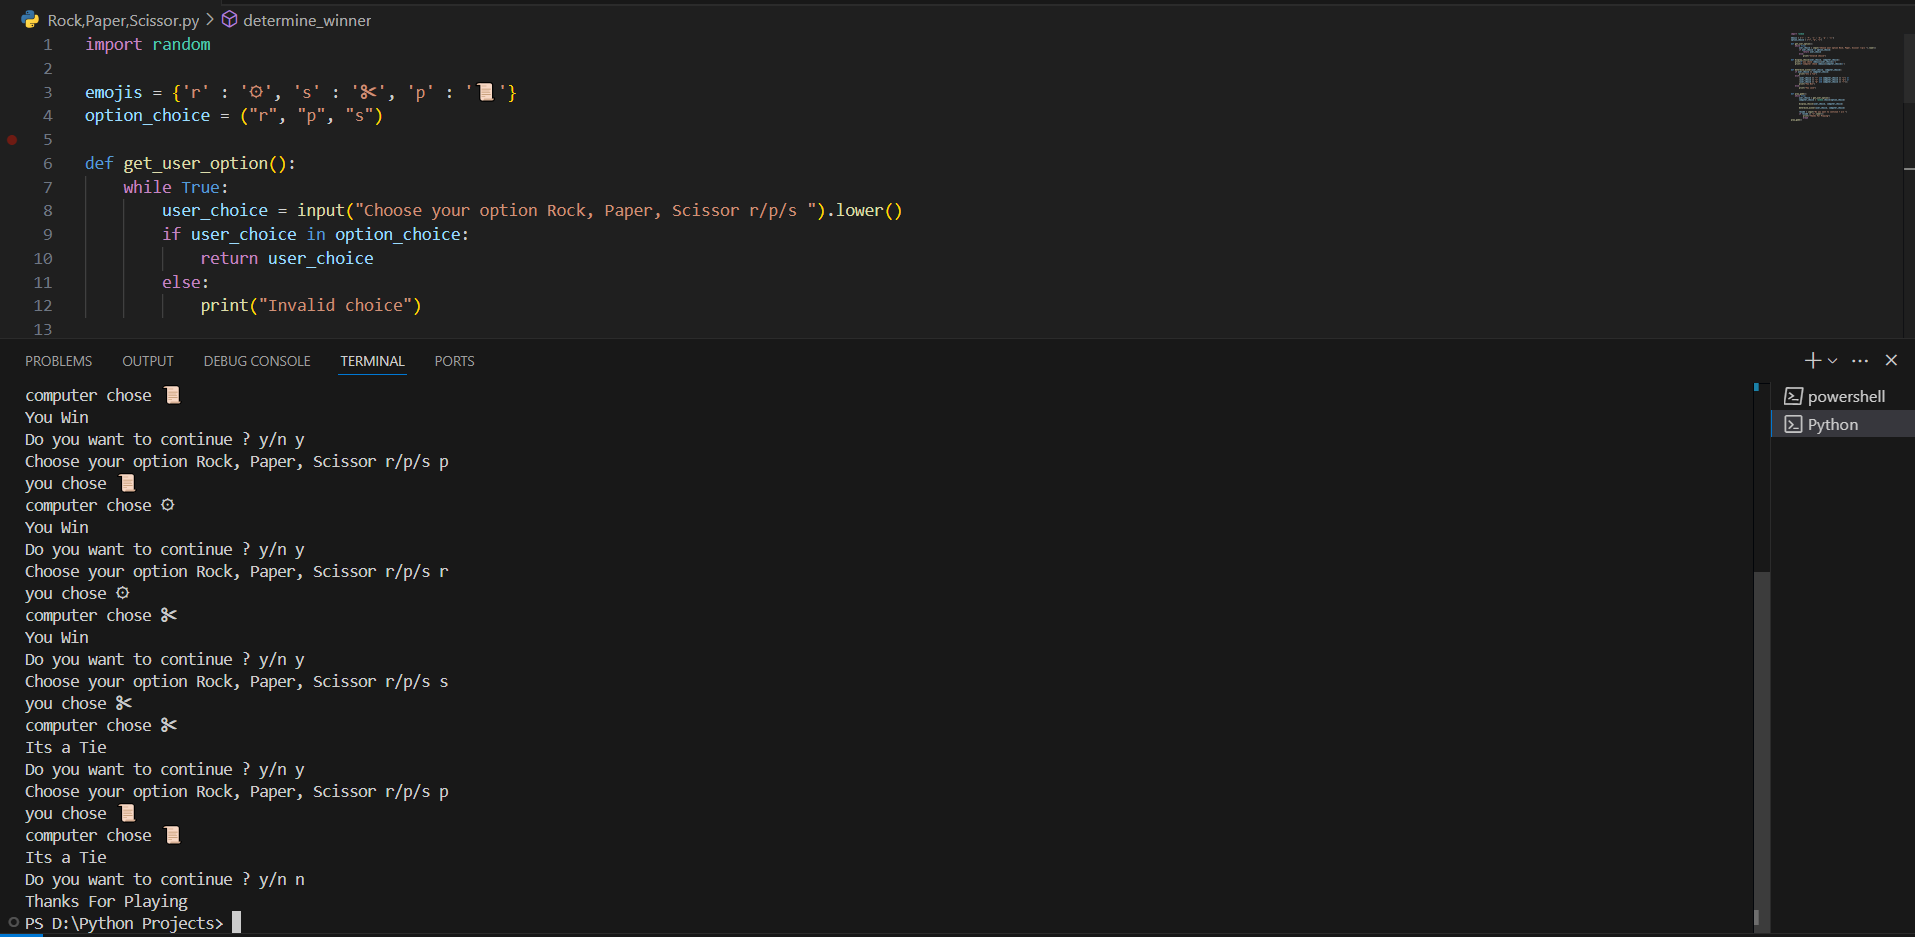 Rock,Paper,Scissor.py > determine_winner
1 import random
2
3 emojis = {'r' : '⚙', 's' : '✂', 'p' : '📜'}
4 option_choice = ("r", "p", "s")
5
6 def get_user_option():
7 while True:
8 user_choice = input("Choose your option Rock, Paper, Scissor r/p/s ").lower()
9 if user_choice in option_choice:
10 return user_choice
11 else:
12 print("Invalid choice")
13
PROBLEMS OUTPUT DEBUG CONSOLE TERMINAL PORTS
computer chose 📜
You Win
Do you want to continue ? y/n y
Choose your option Rock, Paper, Scissor r/p/s p
you chose 📜
computer chose ⚙
You Win
Do you want to continue ? y/n y
Choose your option Rock, Paper, Scissor r/p/s r
you chose ⚙
computer chose ✂
You Win
Do you want to continue ? y/n y
Choose your option Rock, Paper, Scissor r/p/s s
you chose ✂
computer chose ✂
Its a Tie
Do you want to continue ? y/n y
Choose your option Rock, Paper, Scissor r/p/s p
you chose 📜
computer chose 📜
Its a Tie
Do you want to continue ? y/n n
Thanks For Playing
PS D:\Python Projects>
powershell
Python